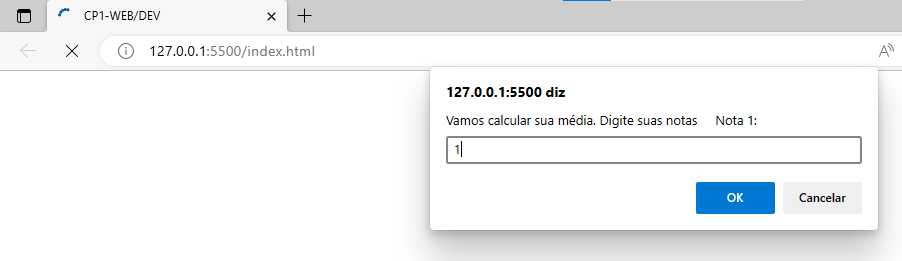 CP1-WEB/DEV
127.0.0.1:5500/index.html
127.0.0.1:5500 diz
Vamos calcular sua média. Digite suas notas Nota 1:
1
OK Cancelar